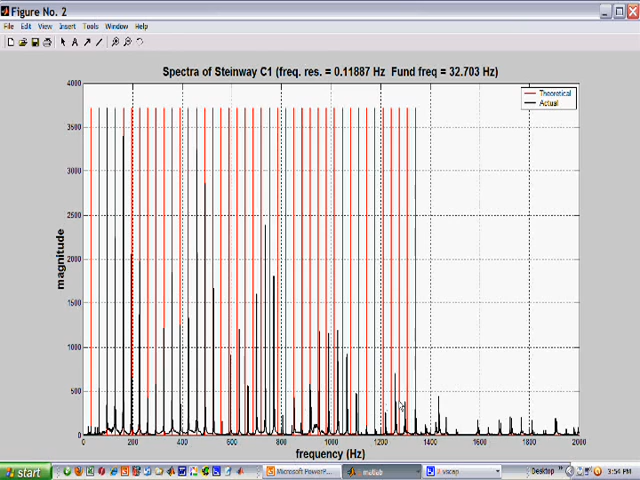 Figure No. 2
File Edit View Insert Tools Window Help
Spectra of Steinway C1 (freq. res. = 0.11887 Hz Fund freq = 32.703 Hz)
4000
Theoretical
Actual
3500
3000
2500
2000
1500
1000
500
0
magnitude
0 200 400 600 800 1000 1200 1400 1600 1800 2000
frequency (Hz)
start
Microsoft PowerP...
matlab
Desktop
3:54 PM